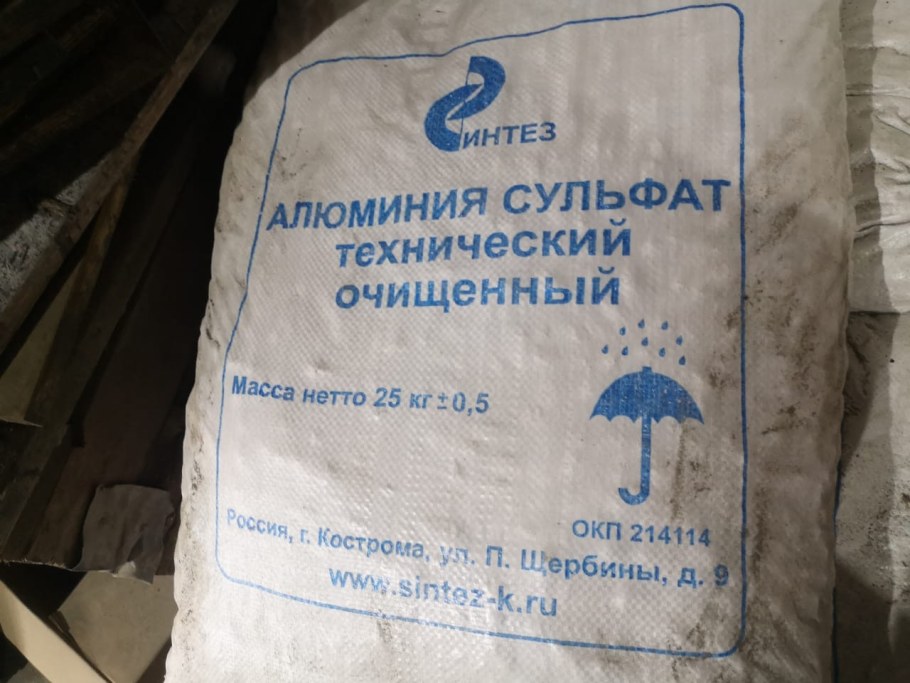 СИНТЕЗ
АЛЮМИНИЯ СУЛЬФАТ
технический
очищенный
Масса нетто 25 кг ± 0,5
ОКП 214114
Россия, г. Кострома, ул. П. Щербины, д. 9
www.sintez-k.ru